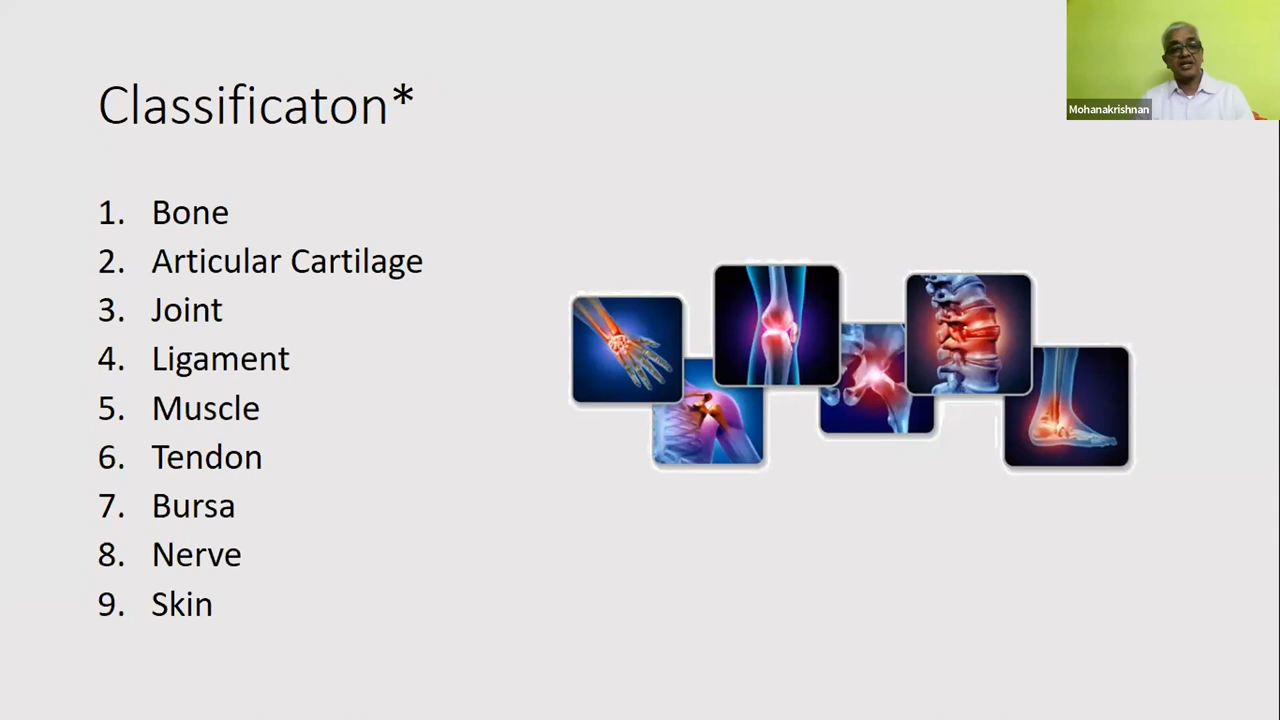 Classificaton*
Mohanakrishnan
1. Bone
2. Articular Cartilage
3. Joint
4. Ligament
5. Muscle
6. Tendon
7. Bursa
8. Nerve
9. Skin